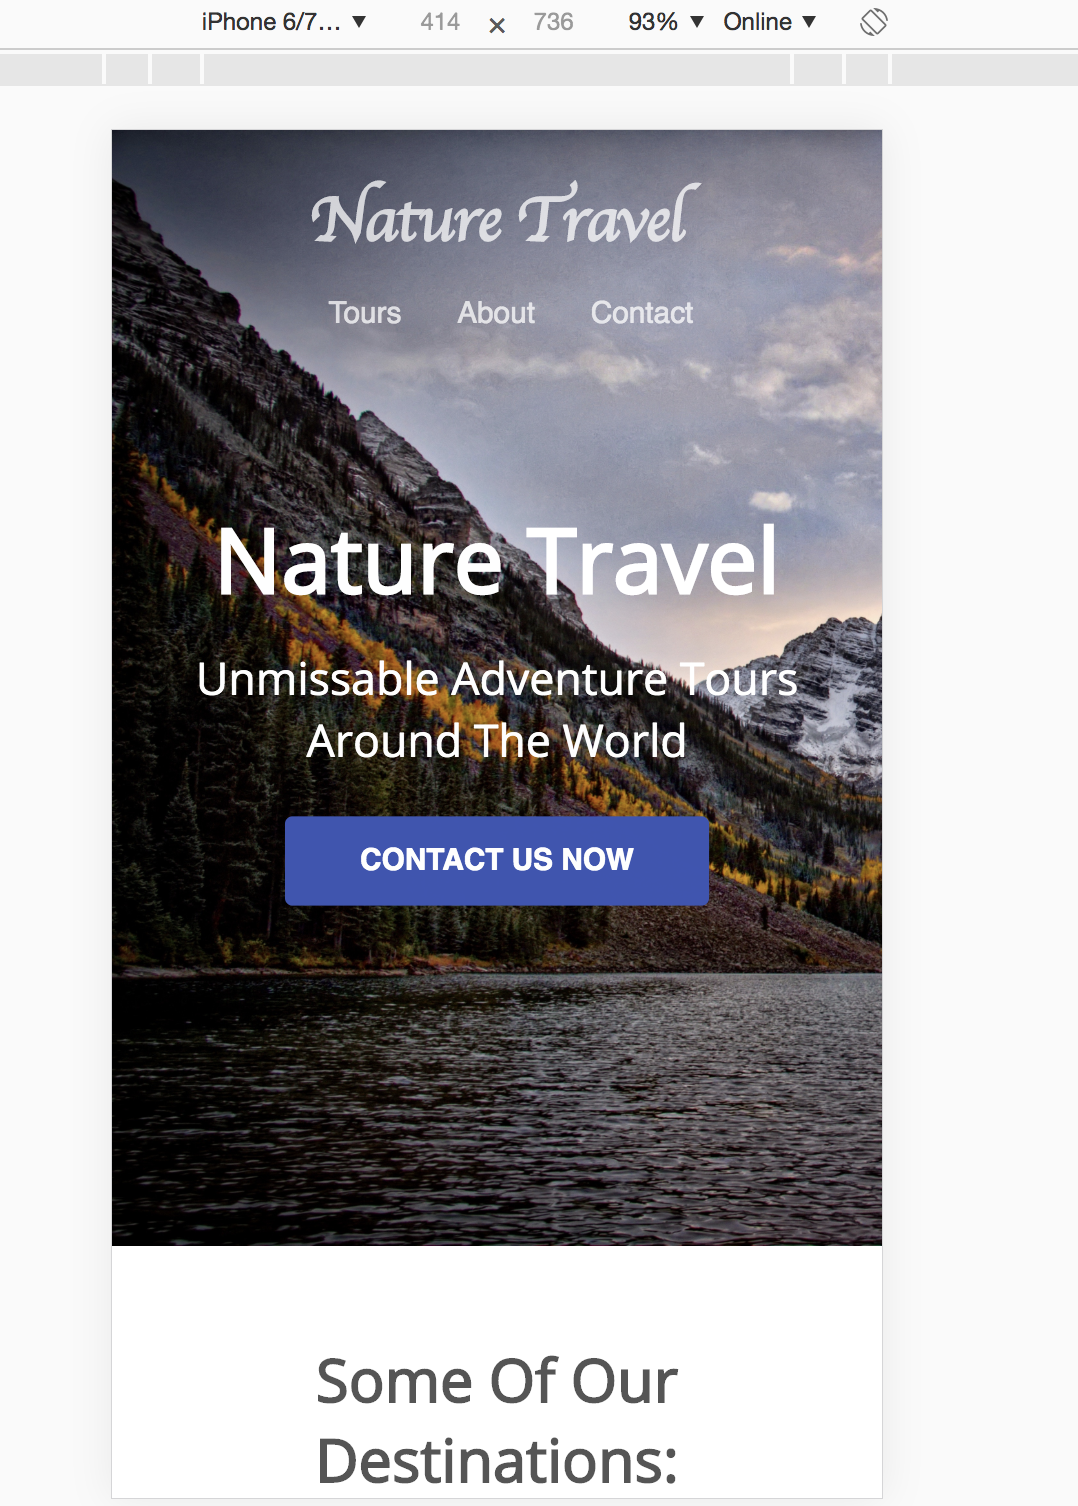 iPhone 6/7... ▼ 414 × 736 93% ▼ Online ▼
Nature Travel
Tours About Contact
Nature Travel
Unmissable Adventure Tours
Around The World
CONTACT US NOW
Some Of Our
Destinations: